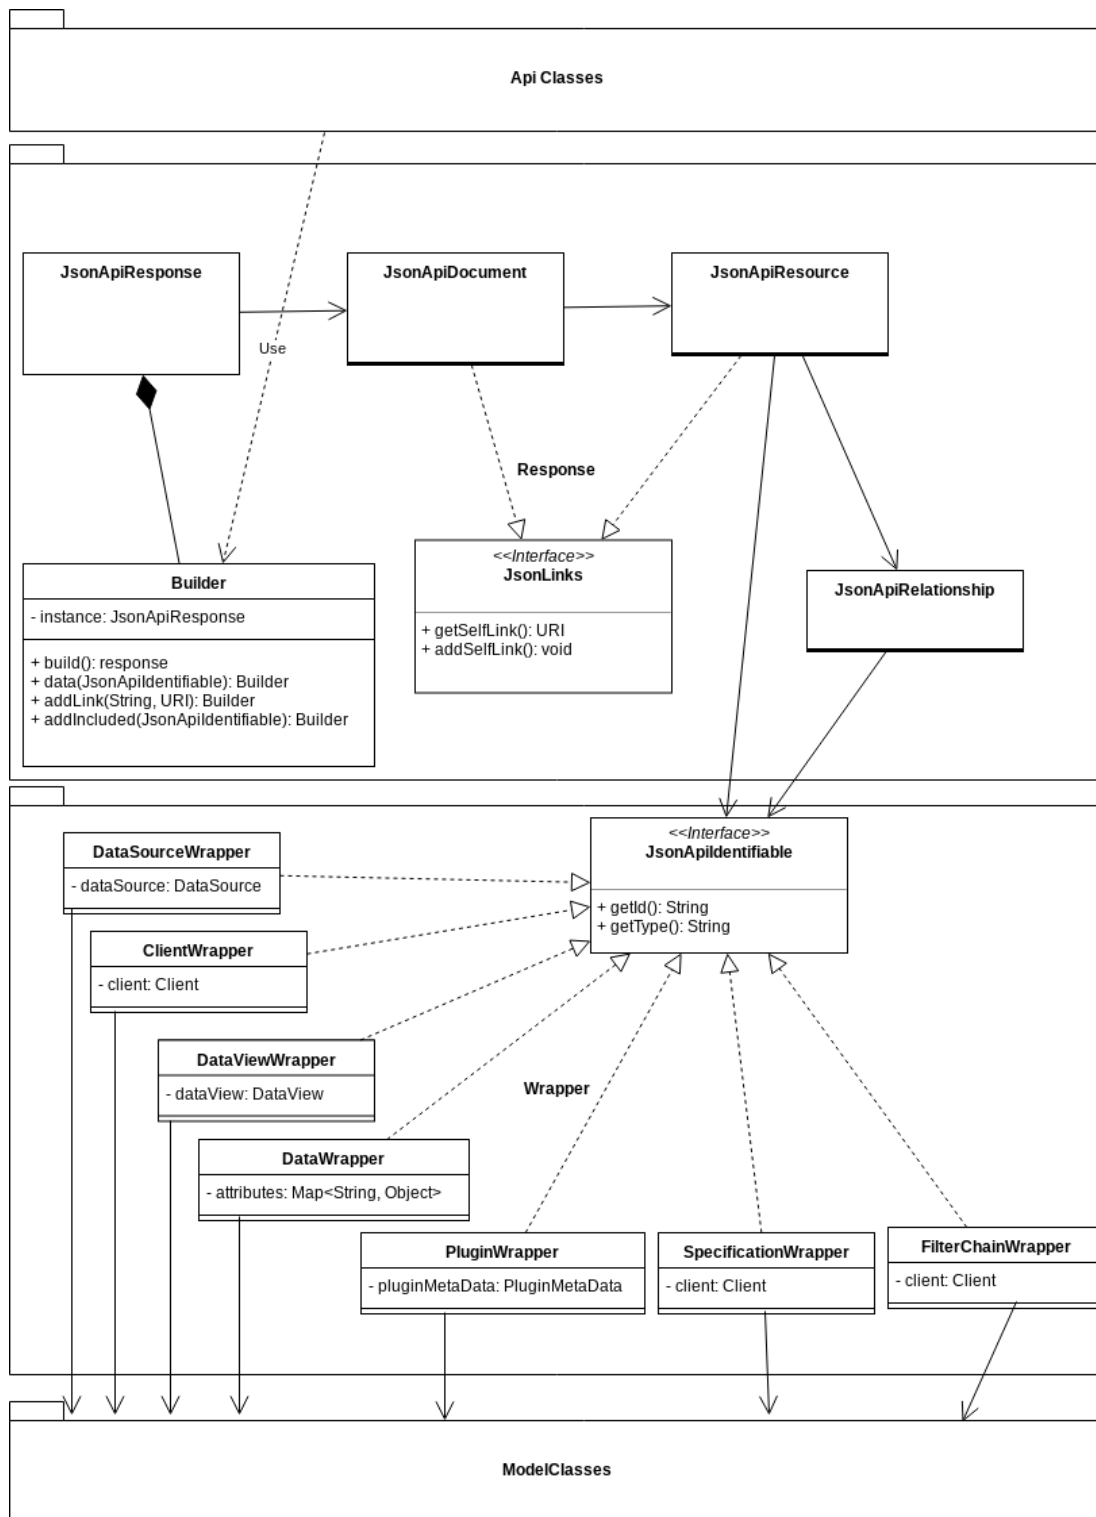 Api Classes
JsonApiResponse
JsonApiDocument
JsonApiResource
Use
Response
<<Interface>>
JsonLinks
+ getSelfLink(): URI
+ addSelfLink(): void
JsonApiRelationship
Builder
- instance: JsonApiResponse
+ build(): response
+ data(JsonApiIdentifiable): Builder
+ addLink(String, URI): Builder
+ addIncluded(JsonApiIdentifiable): Builder
<<Interface>>
JsonApiIdentifiable
+ getId(): String
+ getType(): String
DataSourceWrapper
- dataSource: DataSource
ClientWrapper
- client: Client
DataViewWrapper
- dataView: DataView
Wrapper
DataWrapper
- attributes: Map<String, Object>
PluginWrapper
- pluginMetaData: PluginMetaData
SpecificationWrapper
- client: Client
FilterChainWrapper
- client: Client
ModelClasses